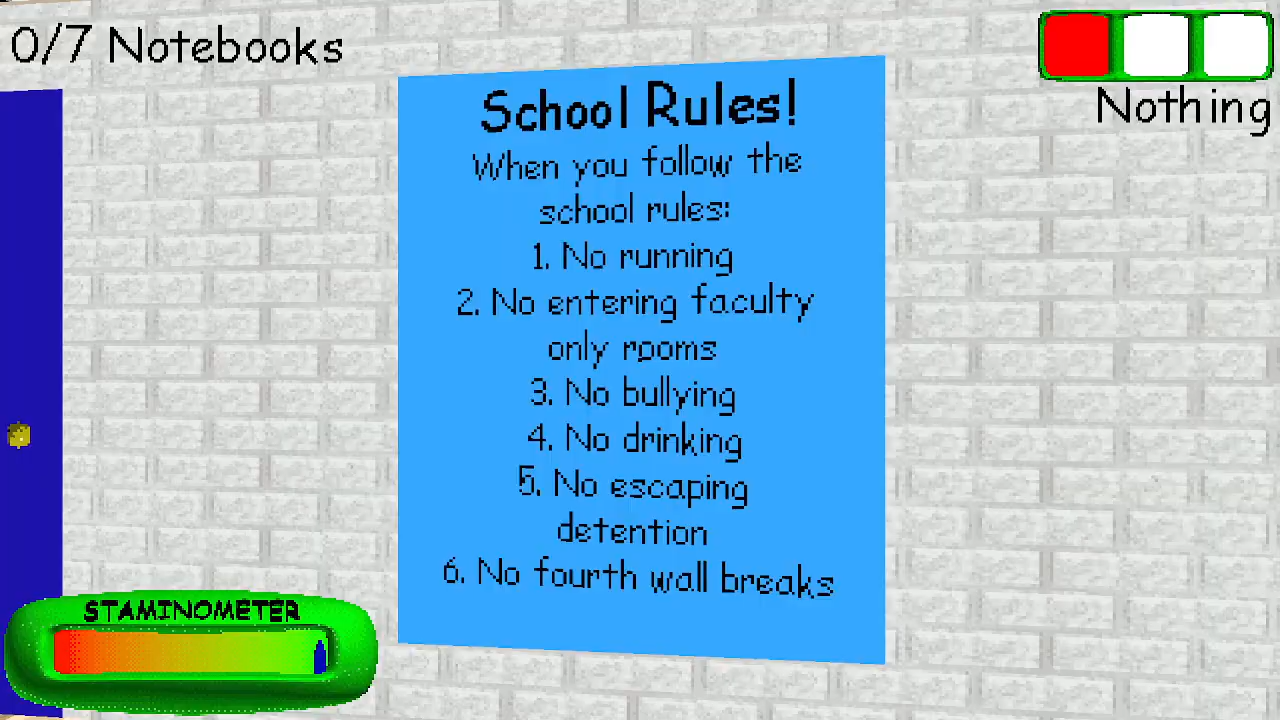 0/7 Notebooks
Nothing
School Rules!
When you follow the
school rules:
1. No running
2. No entering faculty
only rooms
3. No bullying
4. No drinking
5. No escaping
detention
6. No fourth wall breaks
STAMINOMETER